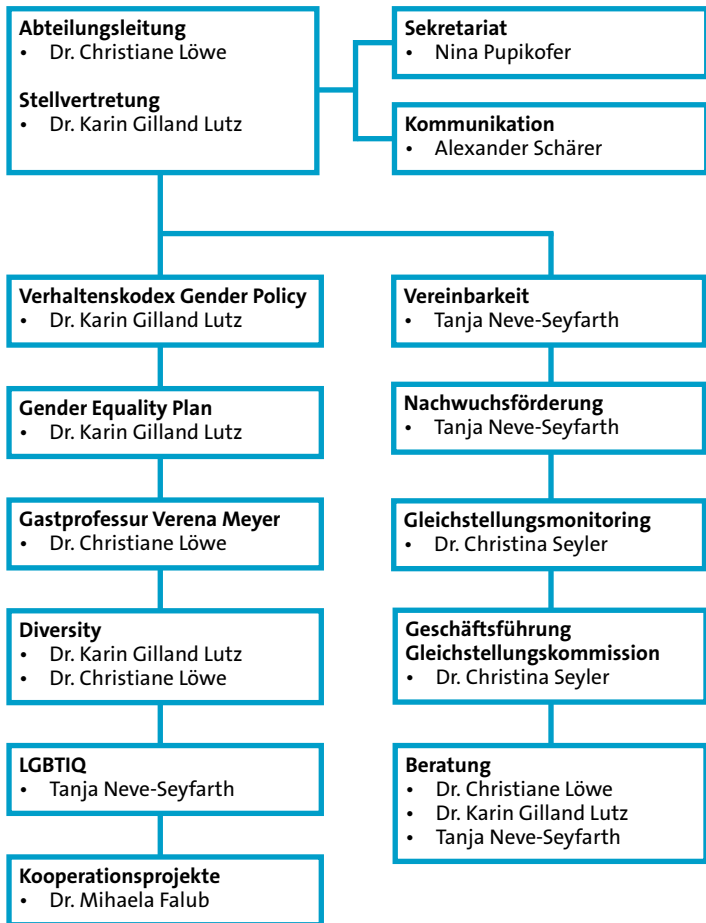 Abteilungsleitung
• Dr. Christiane Löwe
Stellvertretung
• Dr. Karin Gilland Lutz
Sekretariat
• Nina Pupikofer
Kommunikation
• Alexander Schärer
Verhaltenskodex Gender Policy
• Dr. Karin Gilland Lutz
Gender Equality Plan
• Dr. Karin Gilland Lutz
Gastprofessur Verena Meyer
• Dr. Christiane Löwe
Diversity
• Dr. Karin Gilland Lutz
• Dr. Christiane Löwe
LGBTIQ
• Tanja Neve-Seyfarth
Kooperationsprojekte
• Dr. Mihaela Falub
Vereinbarkeit
• Tanja Neve-Seyfarth
Nachwuchsförderung
• Tanja Neve-Seyfarth
Gleichstellungsmonitoring
• Dr. Christina Seyler
Geschäftsführung
Gleichstellungskommission
• Dr. Christina Seyler
Beratung
• Dr. Christiane Löwe
• Dr. Karin Gilland Lutz
• Tanja Neve-Seyfarth